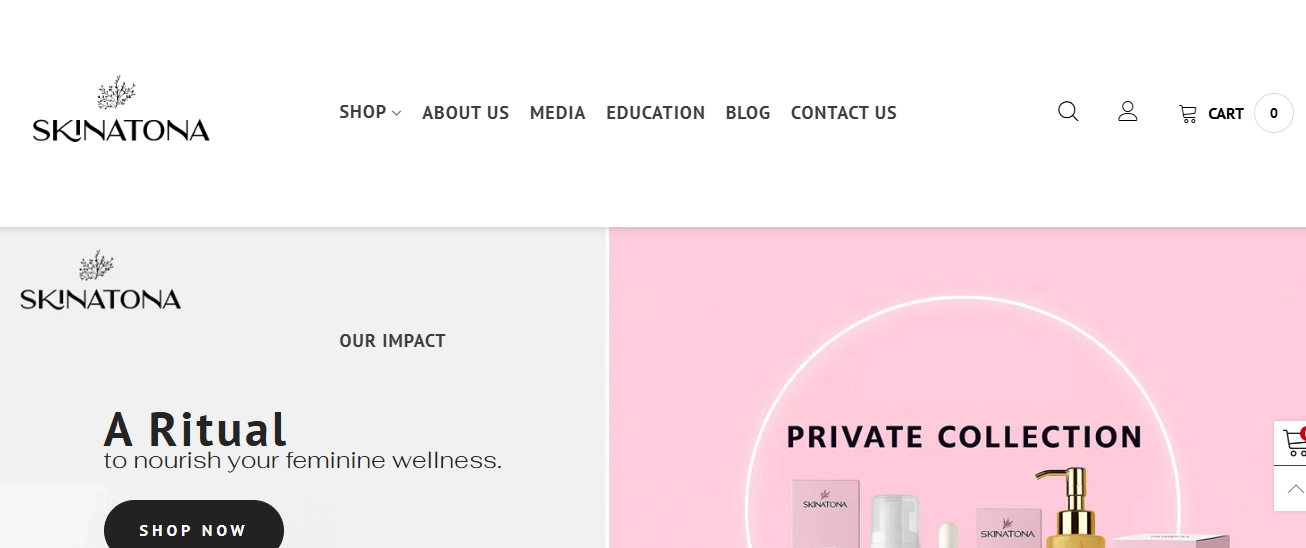 SKINATONA
SHOP ABOUT US MEDIA EDUCATION BLOG CONTACT US
CART 0
SKINATONA
OUR IMPACT
A Ritual
to nourish your feminine wellness.
SHOP NOW
PRIVATE COLLECTION
SKINATONA
SKINATONA